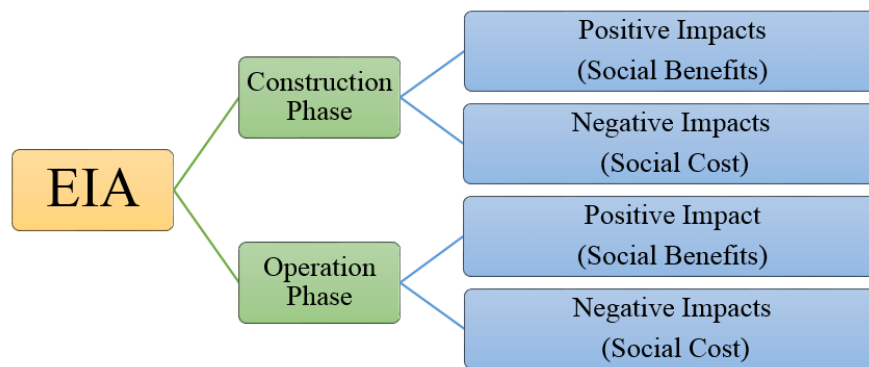 EIA
Construction
Phase
Positive Impacts
(Social Benefits)
Negative Impacts
(Social Cost)
Operation
Phase
Positive Impact
(Social Benefits)
Negative Impacts
(Social Cost)